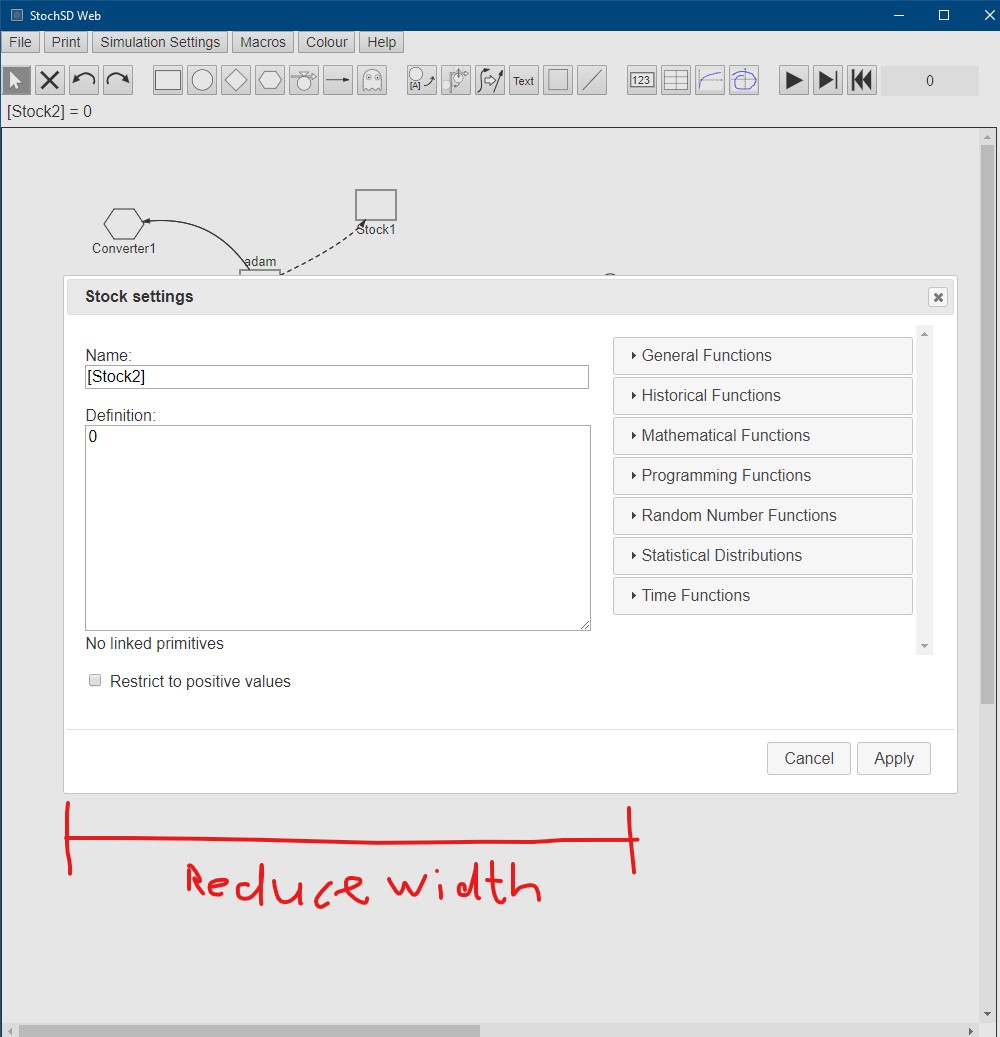 StochSD Web
File Print Simulation Settings Macros Colour Help
[A] Text 123 0
[Stock2] = 0
Stock1
Converter1
adam
Stock settings
Name:
[Stock2]
Definition:
0
No linked primitives
Restrict to positive values
General Functions
Historical Functions
Mathematical Functions
Programming Functions
Random Number Functions
Statistical Distributions
Time Functions
Cancel Apply
Reduce width